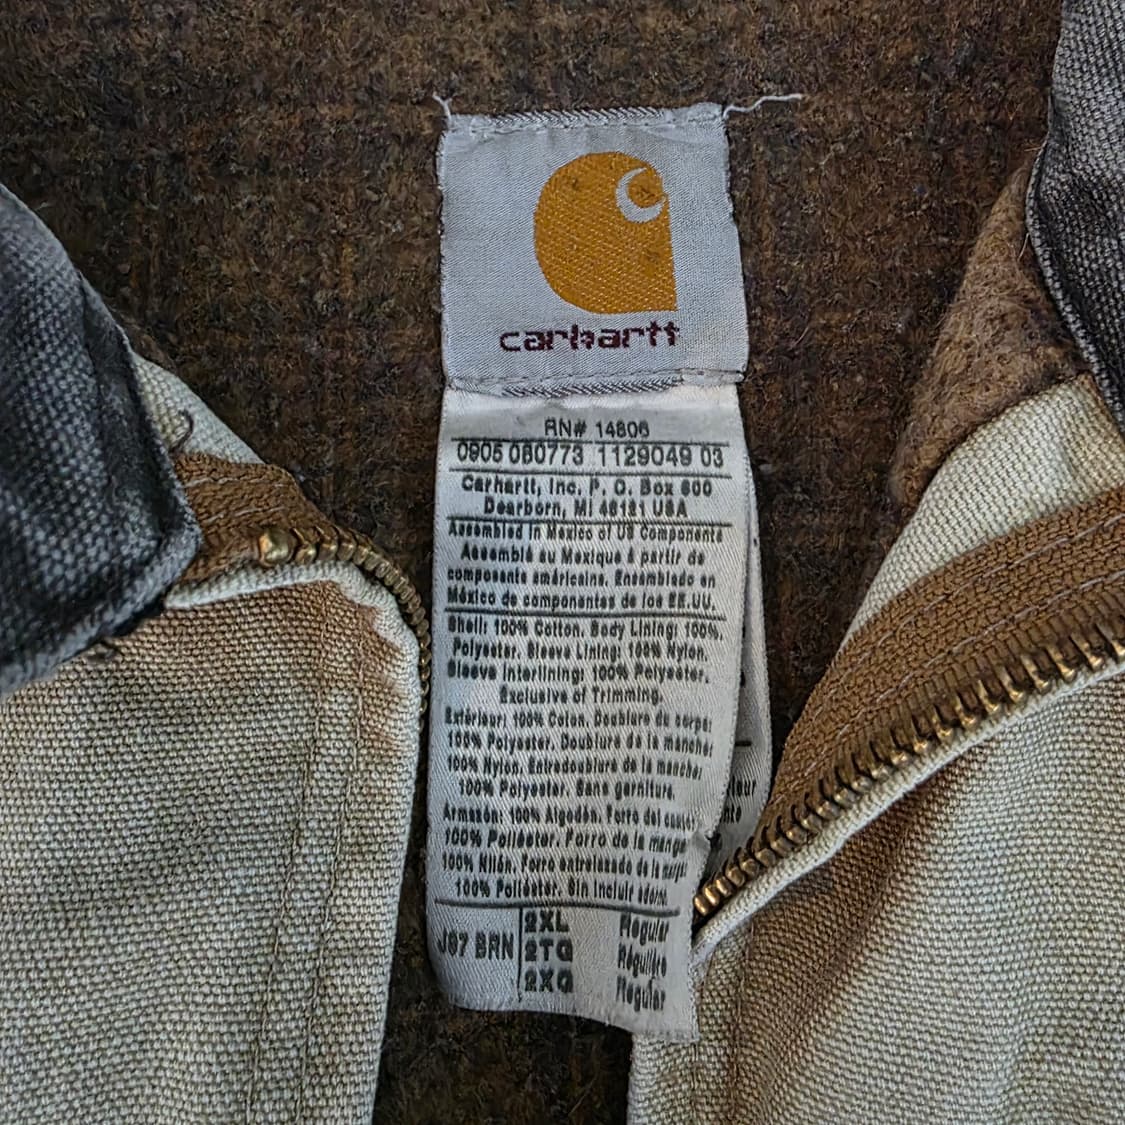 carhartt
RN# 14806
0905 080773 1129049 03
Carhartt, Inc. P. O. Box 600
Dearborn, MI 48121 USA
Assembled in Mexico of US Components
Assemblé au Mexique à partir de
composants américains. Ensamblado en
México de componentes de los EE.UU.
Shell: 100% Cotton. Body Lining: 100%
Polyester. Sleeve Lining: 100% Nylon.
Sleeve Interlining: 100% Polyester.
Exclusive of Trimming.
Extérieur: 100% Coton. Doublure du corps:
100% Polyester. Doublure de la manche:
100% Nylon. Entredoublure de la manche:
100% Polyester. Sans garniture.
Armazón: 100% Algodón. Forro del
100% Poliéster. Forro de la
100% Nilón. Forro entrelazado de la
100% Poliéster. Sin incluir adorno.
J97 BRN 2XL Regular
2TG Régulière
2XG Regular